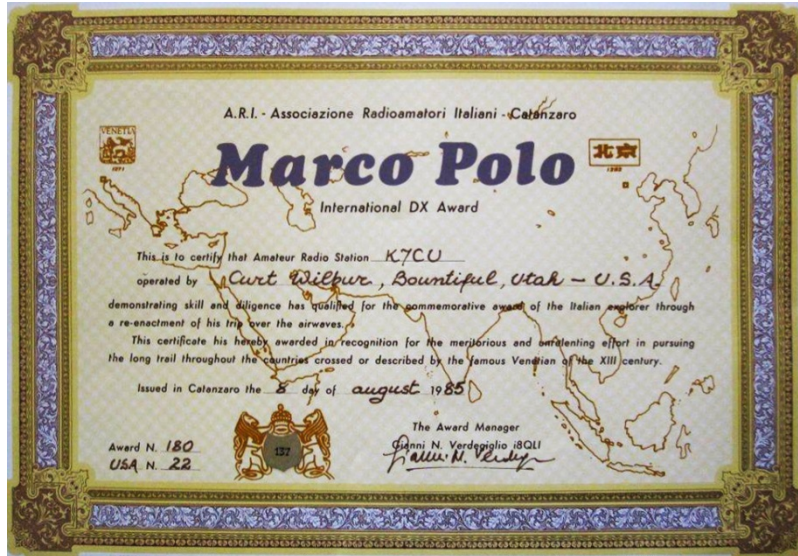 A.R.I. - Associazione Radioamatori Italiani - Catanzaro
VENETIA
1271
Marco Polo
北京
International DX Award
This is to certify that Amateur Radio Station K7CU
operated by Curt Wilbur, Bountiful, Utah – U.S.A.
demonstrating skill and diligence has qualified for the commemorative award of the Italian explorer through
a re-enactment of his trip over the airwaves.
This certificate his hereby awarded in recognition for the meritorious and unrelenting effort in pursuing
the long trail throughout the countries crossed or described by the famous Venetian of the XIII century.
Issued in Catanzaro the 8 day of august 1985
The Award Manager
Gianni N. Verdegiglio i8QLI
Gianni N. Verdegi
Award N. 180
USA N. 22
137